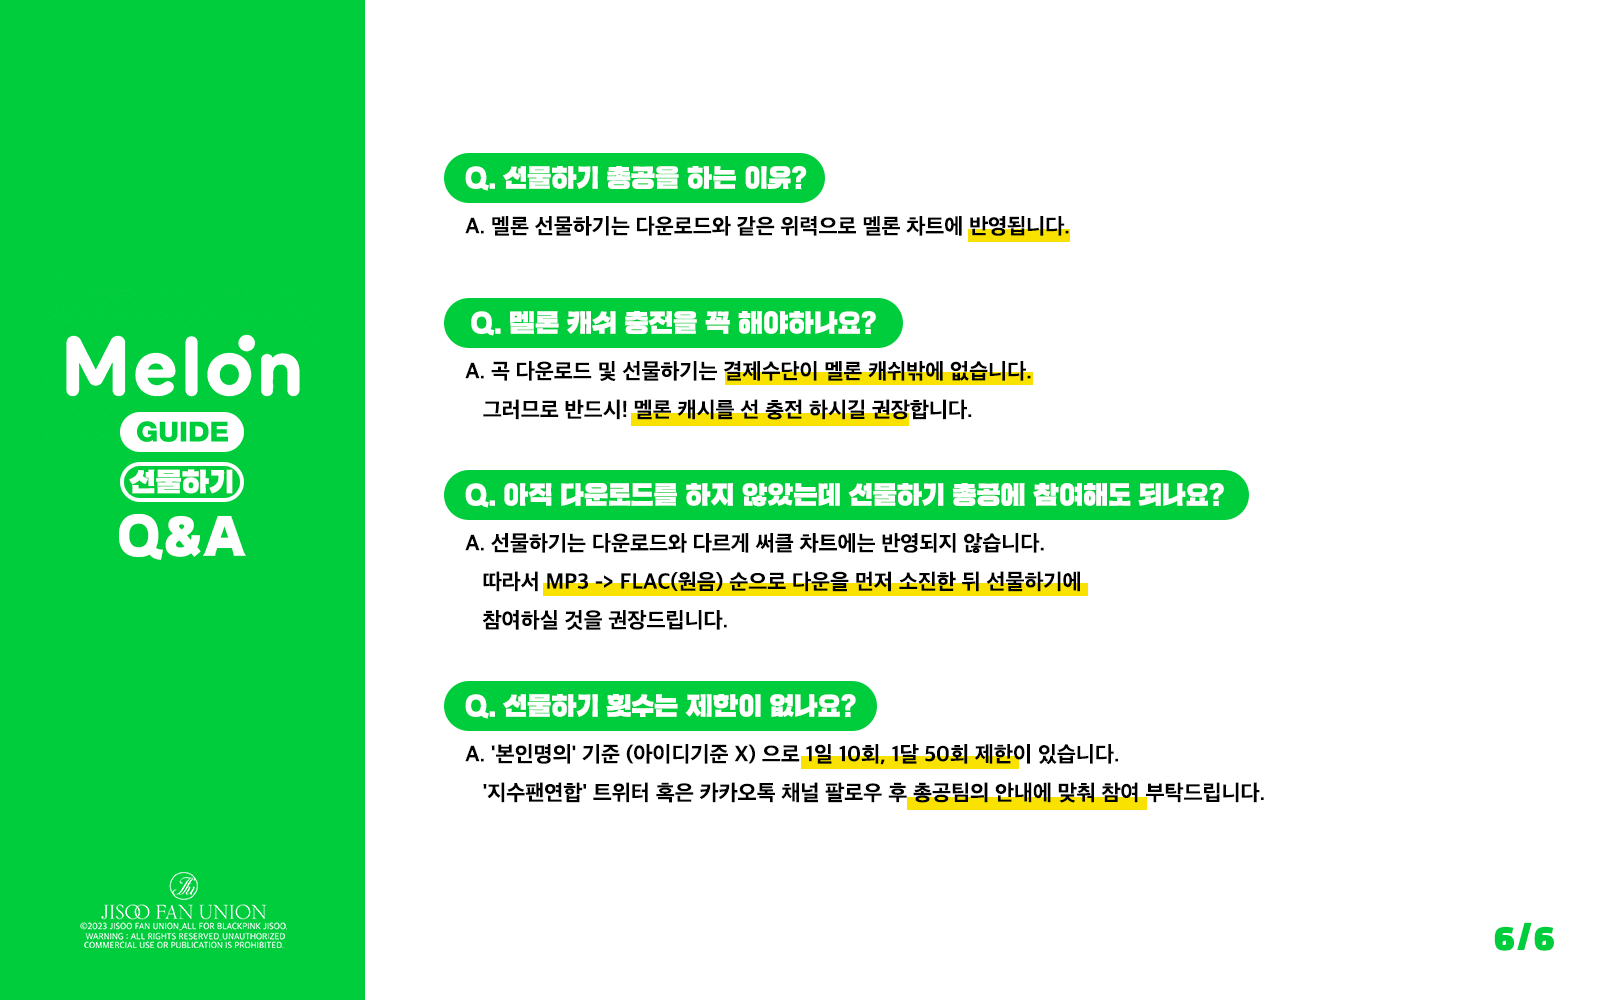 Melon
GUIDE
선물하기
Q&A
JISOO FAN UNION
©2023 JISOO FAN UNION_ALL FOR BLACKPINK JISOO.
WARNING : ALL RIGHTS RESERVED_UNAUTHORIZED
COMMERCIAL USE OR PUBLICATION IS PROHIBITED.
Q. 선물하기 총공을 하는 이유?
A. 멜론 선물하기는 다운로드와 같은 위력으로 멜론 차트에 반영됩니다.
Q. 멜론 캐쉬 충전을 꼭 해야하나요?
A. 곡 다운로드 및 선물하기는 결제수단이 멜론 캐쉬밖에 없습니다.
그러므로 반드시! 멜론 캐시를 선 충전 하시길 권장합니다.
Q. 아직 다운로드를 하지 않았는데 선물하기 총공에 참여해도 되나요?
A. 선물하기는 다운로드와 다르게 써클 차트에는 반영되지 않습니다.
따라서 MP3 -> FLAC(원음) 순으로 다운을 먼저 소진한 뒤 선물하기에
참여하실 것을 권장드립니다.
Q. 선물하기 횟수는 제한이 없나요?
A. '본인명의' 기준 (아이디기준 X) 으로 1일 10회, 1달 50회 제한이 있습니다.
'지수팬연합' 트위터 혹은 카카오톡 채널 팔로우 후 총공팀의 안내에 맞춰 참여 부탁드립니다.
6/6